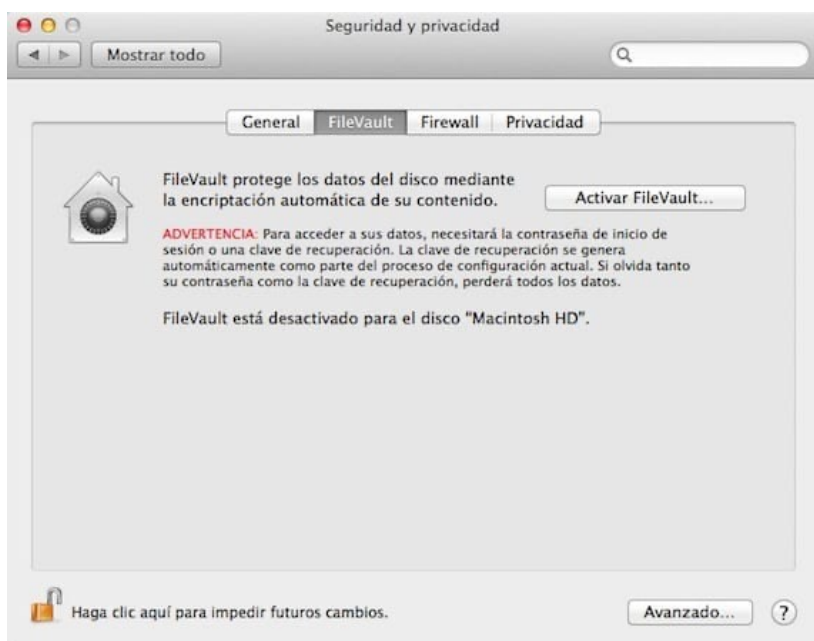 Seguridad y privacidad
Mostrar todo
General FileVault Firewall Privacidad
FileVault protege los datos del disco mediante
la encriptación automática de su contenido.
Activar FileVault...
ADVERTENCIA: Para acceder a sus datos, necesitará la contraseña de inicio de
sesión o una clave de recuperación. La clave de recuperación se genera
automáticamente como parte del proceso de configuración actual. Si olvida tanto
su contraseña como la clave de recuperación, perderá todos los datos.
FileVault está desactivado para el disco “Macintosh HD”.
Haga clic aquí para impedir futuros cambios.
Avanzado... ?